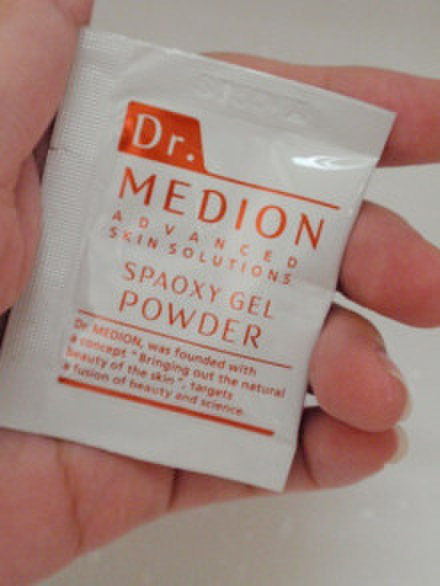 Dr.
MEDION
ADVANCED
SKIN SOLUTIONS
SPAOXY GEL
POWDER
Dr. MEDION, was founded with
a concept "Bringing out the natural
beauty of the skin", targets
a fusion of beauty and science.